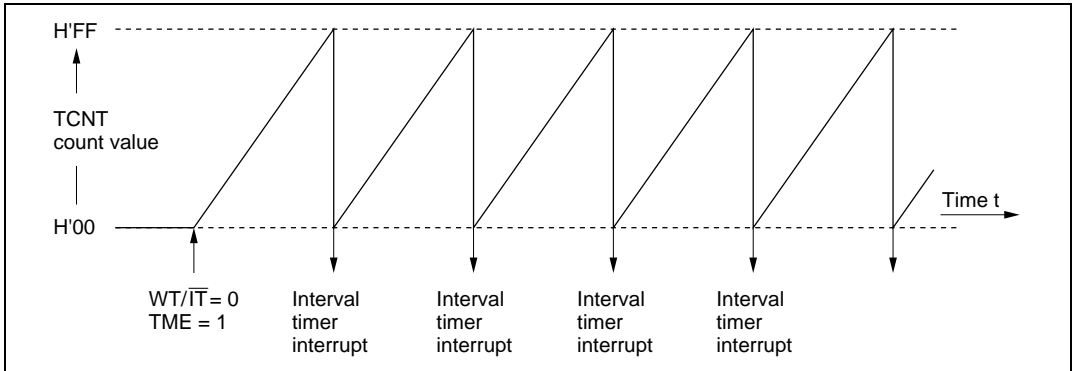 H'FF
TCNT
count value
H'00
Time t
WT/I̅T̅ = 0
TME = 1
Interval
timer
interrupt
Interval
timer
interrupt
Interval
timer
interrupt
Interval
timer
interrupt